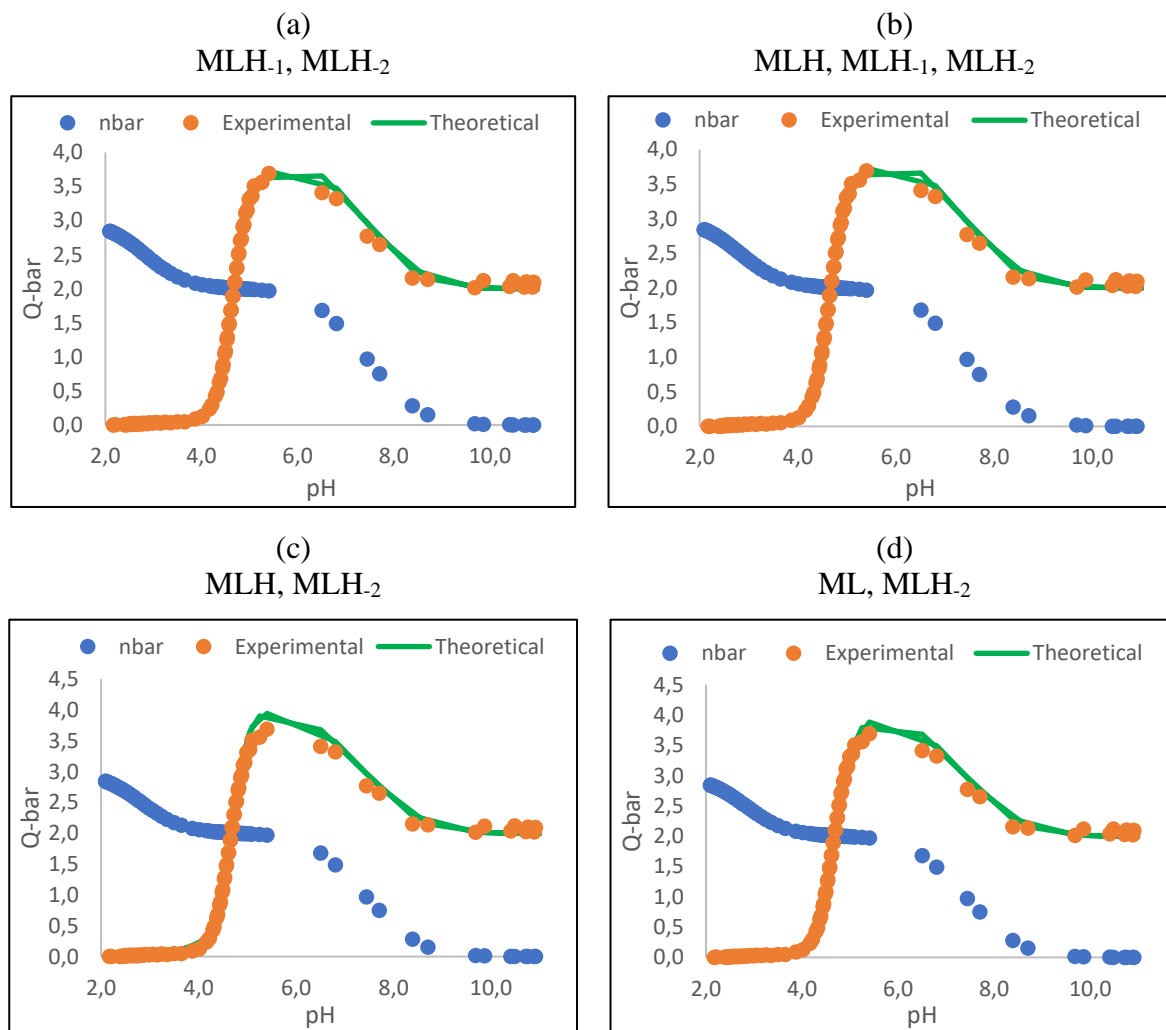 (a)
MLH-1, MLH-2
nbar Experimental Theoretical
4,0
3,5
3,0
2,5
2,0
1,5
1,0
0,5
0,0
Q-bar
2,0 4,0 6,0 8,0 10,0
pH
(b)
MLH, MLH-1, MLH-2
nbar Experimental Theoretical
4,0
3,5
3,0
2,5
2,0
1,5
1,0
0,5
0,0
Q-bar
2,0 4,0 6,0 8,0 10,0
pH
(c)
MLH, MLH-2
nbar Experimental Theoretical
4,5
4,0
3,5
3,0
2,5
2,0
1,5
1,0
0,5
0,0
Q-bar
2,0 4,0 6,0 8,0 10,0
pH
(d)
ML, MLH-2
nbar Experimental Theoretical
4,5
4,0
3,5
3,0
2,5
2,0
1,5
1,0
0,5
0,0
Q-bar
2,0 4,0 6,0 8,0 10,0
pH